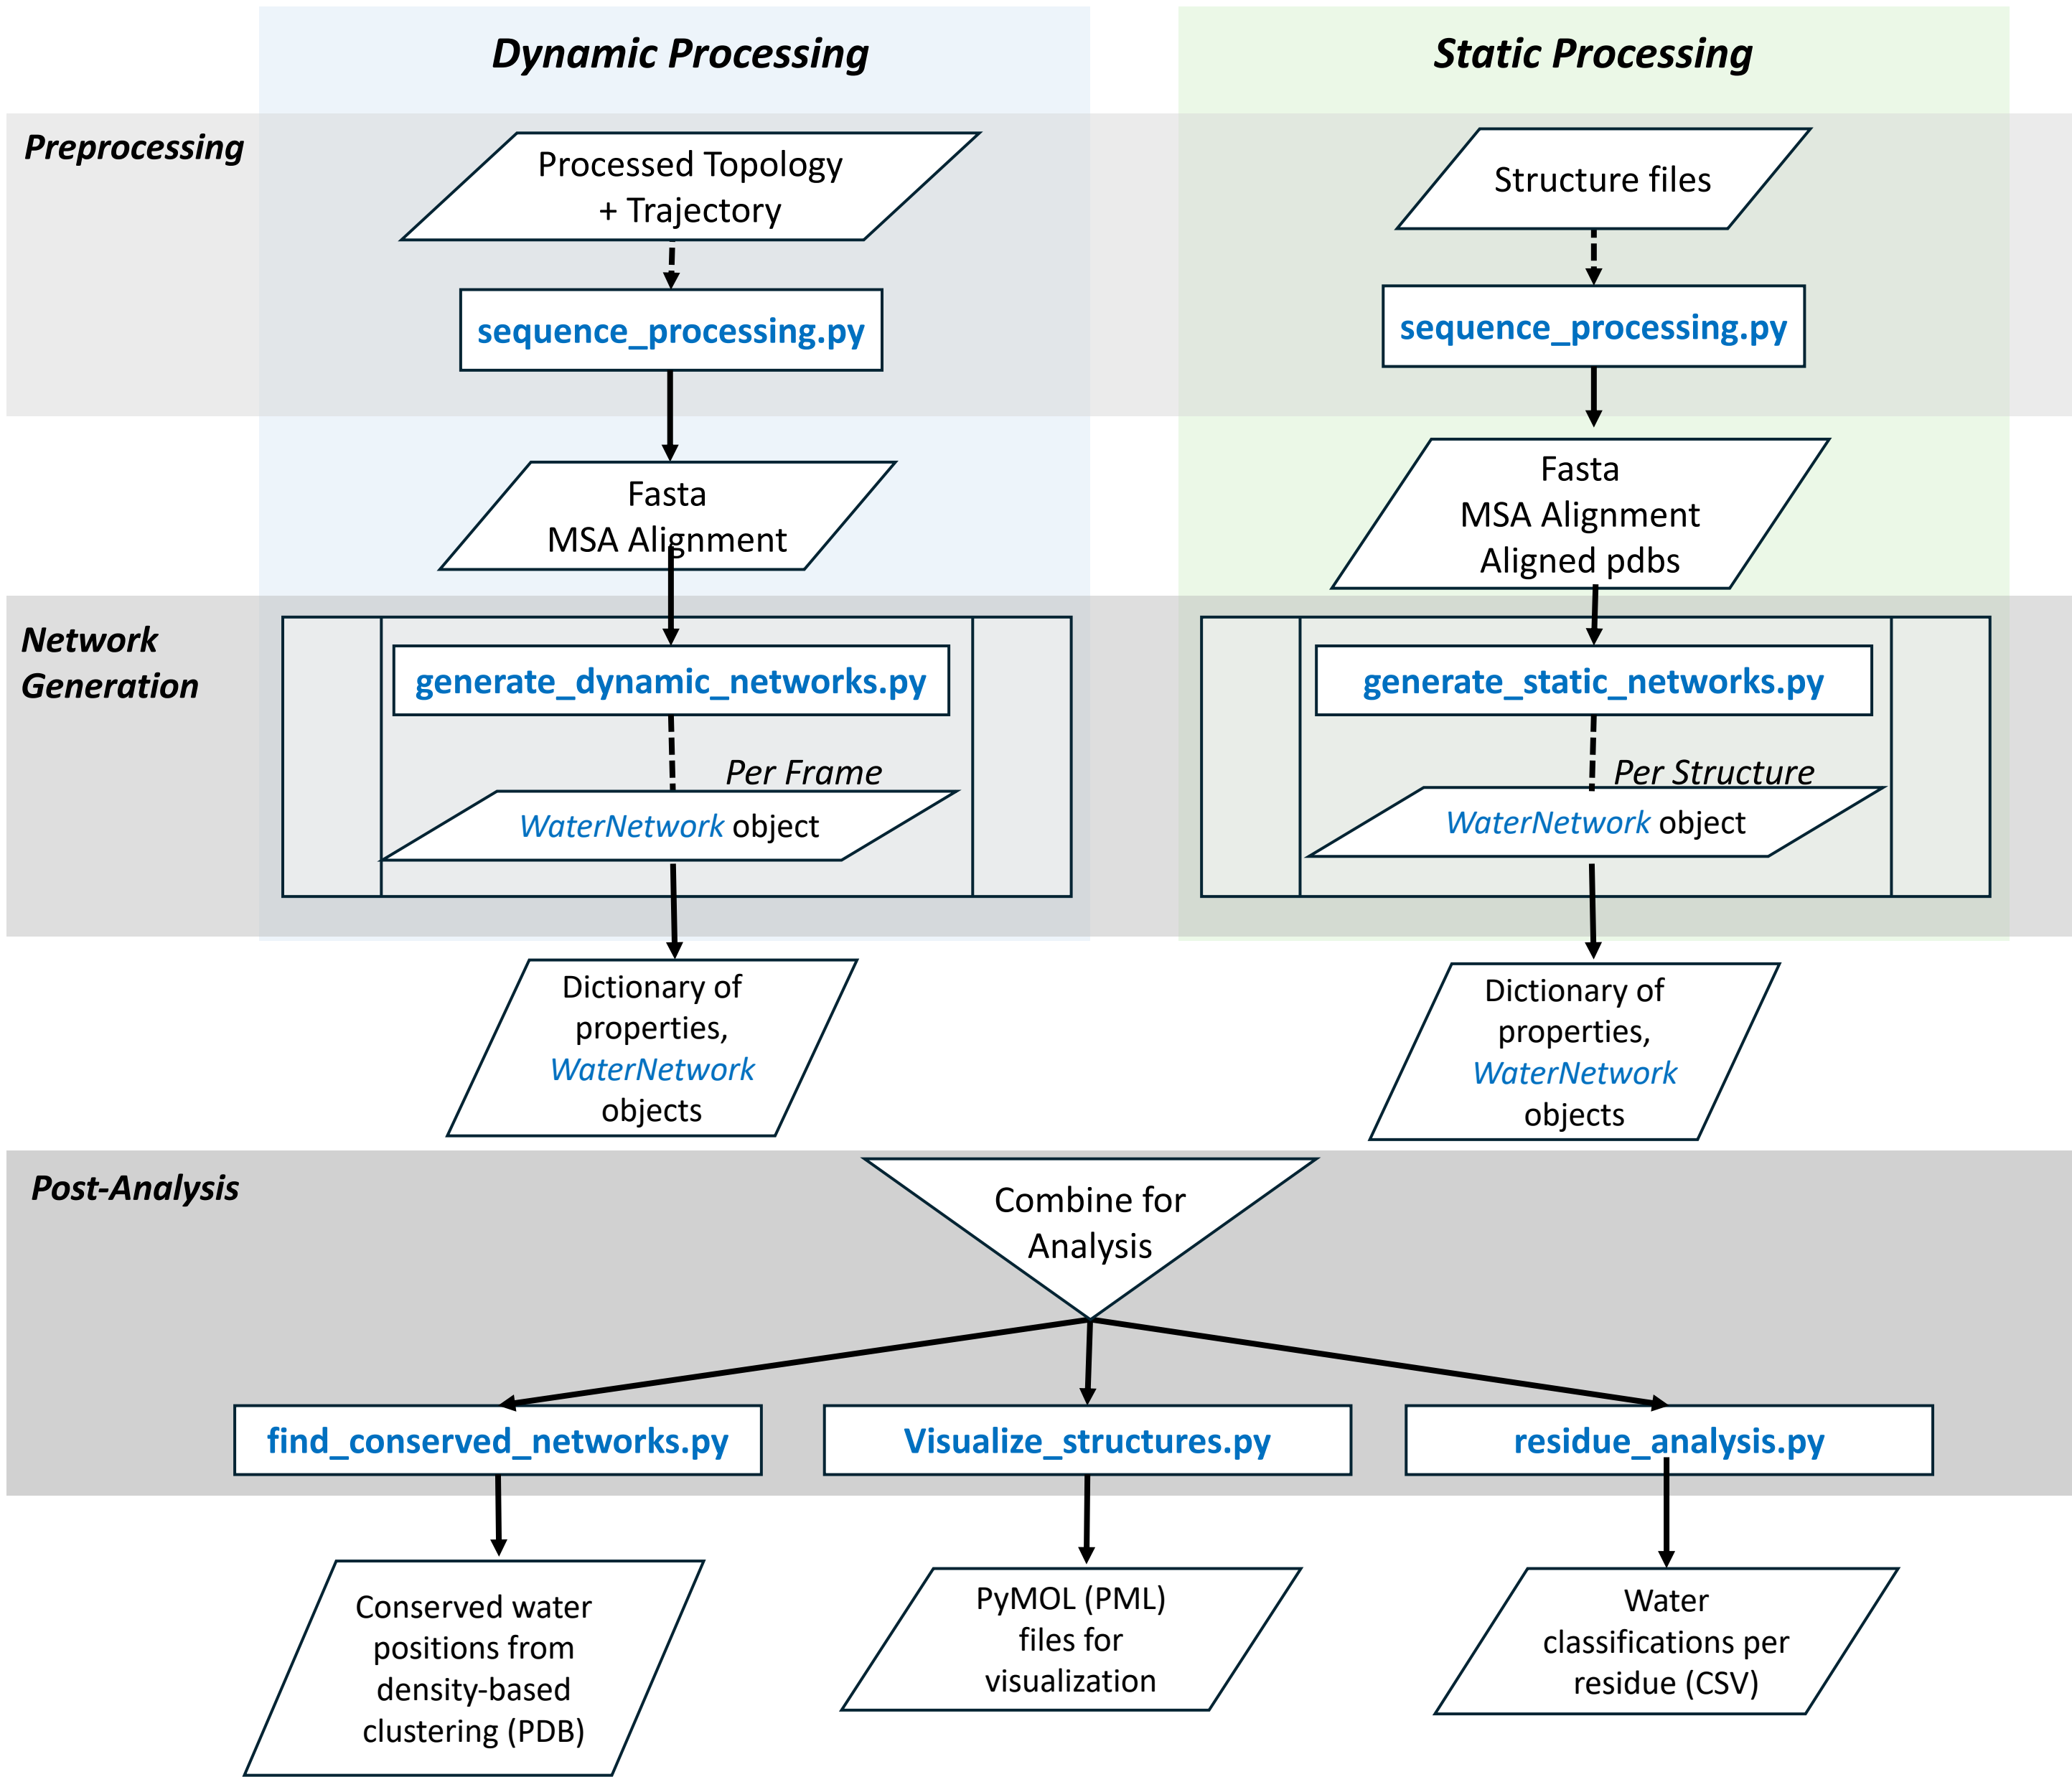 Dynamic Processing
Static Processing
Preprocessing
Processed Topology
+ Trajectory
Structure files
sequence_processing.py
sequence_processing.py
Fasta
MSA Alignment
Fasta
MSA Alignment
Aligned pdbs
Network
Generation
generate_dynamic_networks.py
generate_static_networks.py
Per Frame
Per Structure
WaterNetwork object
WaterNetwork object
Dictionary of
properties,
WaterNetwork
objects
Dictionary of
properties,
WaterNetwork
objects
Post-Analysis
Combine for
Analysis
find_conserved_networks.py
Visualize_structures.py
residue_analysis.py
Conserved water
positions from
density-based
clustering (PDB)
PyMOL (PML)
files for
visualization
Water
classifications per
residue (CSV)